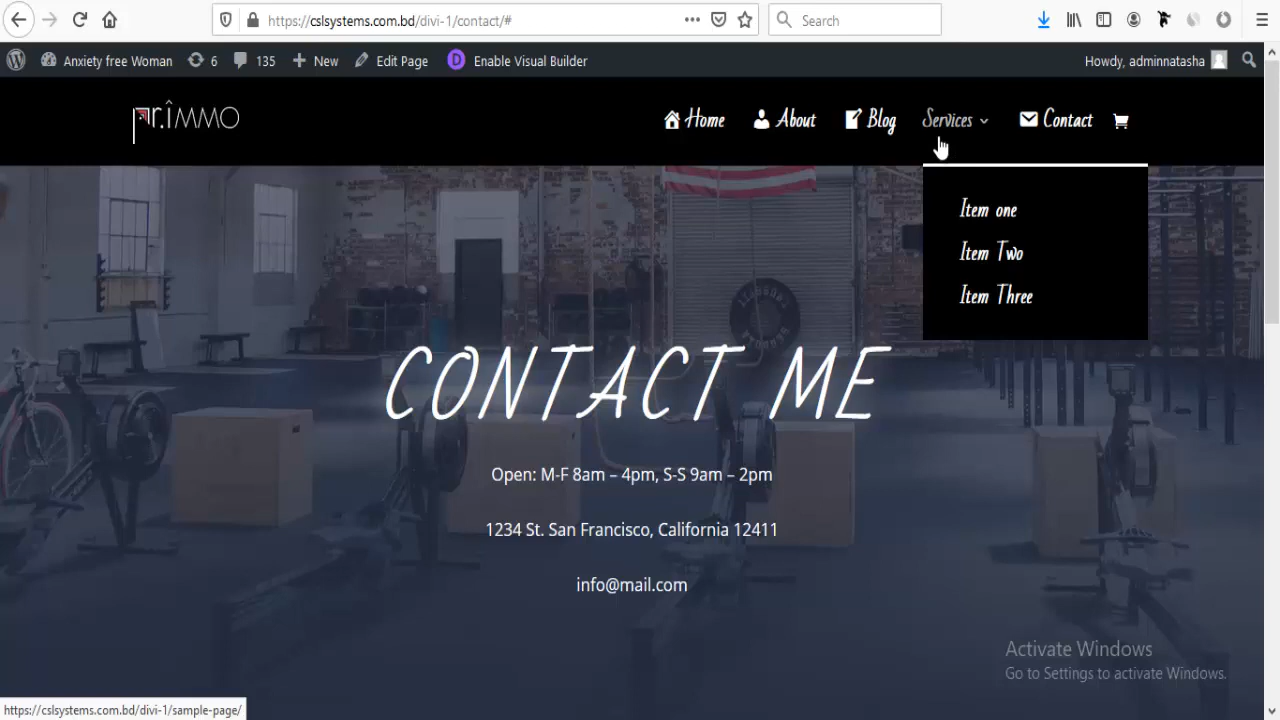 https://cslsystems.com.bd/divi-1/contact/#
Search
Anxiety free Woman 6 135 New Edit Page D Enable Visual Builder Howdy, adminnatasha
pr.îMMO
Home About Blog Services Contact
Item one
Item Two
Item Three
CONTACT ME
Open: M-F 8am – 4pm, S-S 9am – 2pm
1234 St. San Francisco, California 12411
info@mail.com
Activate Windows
Go to Settings to activate Windows.
https://cslsystems.com.bd/divi-1/sample-page/